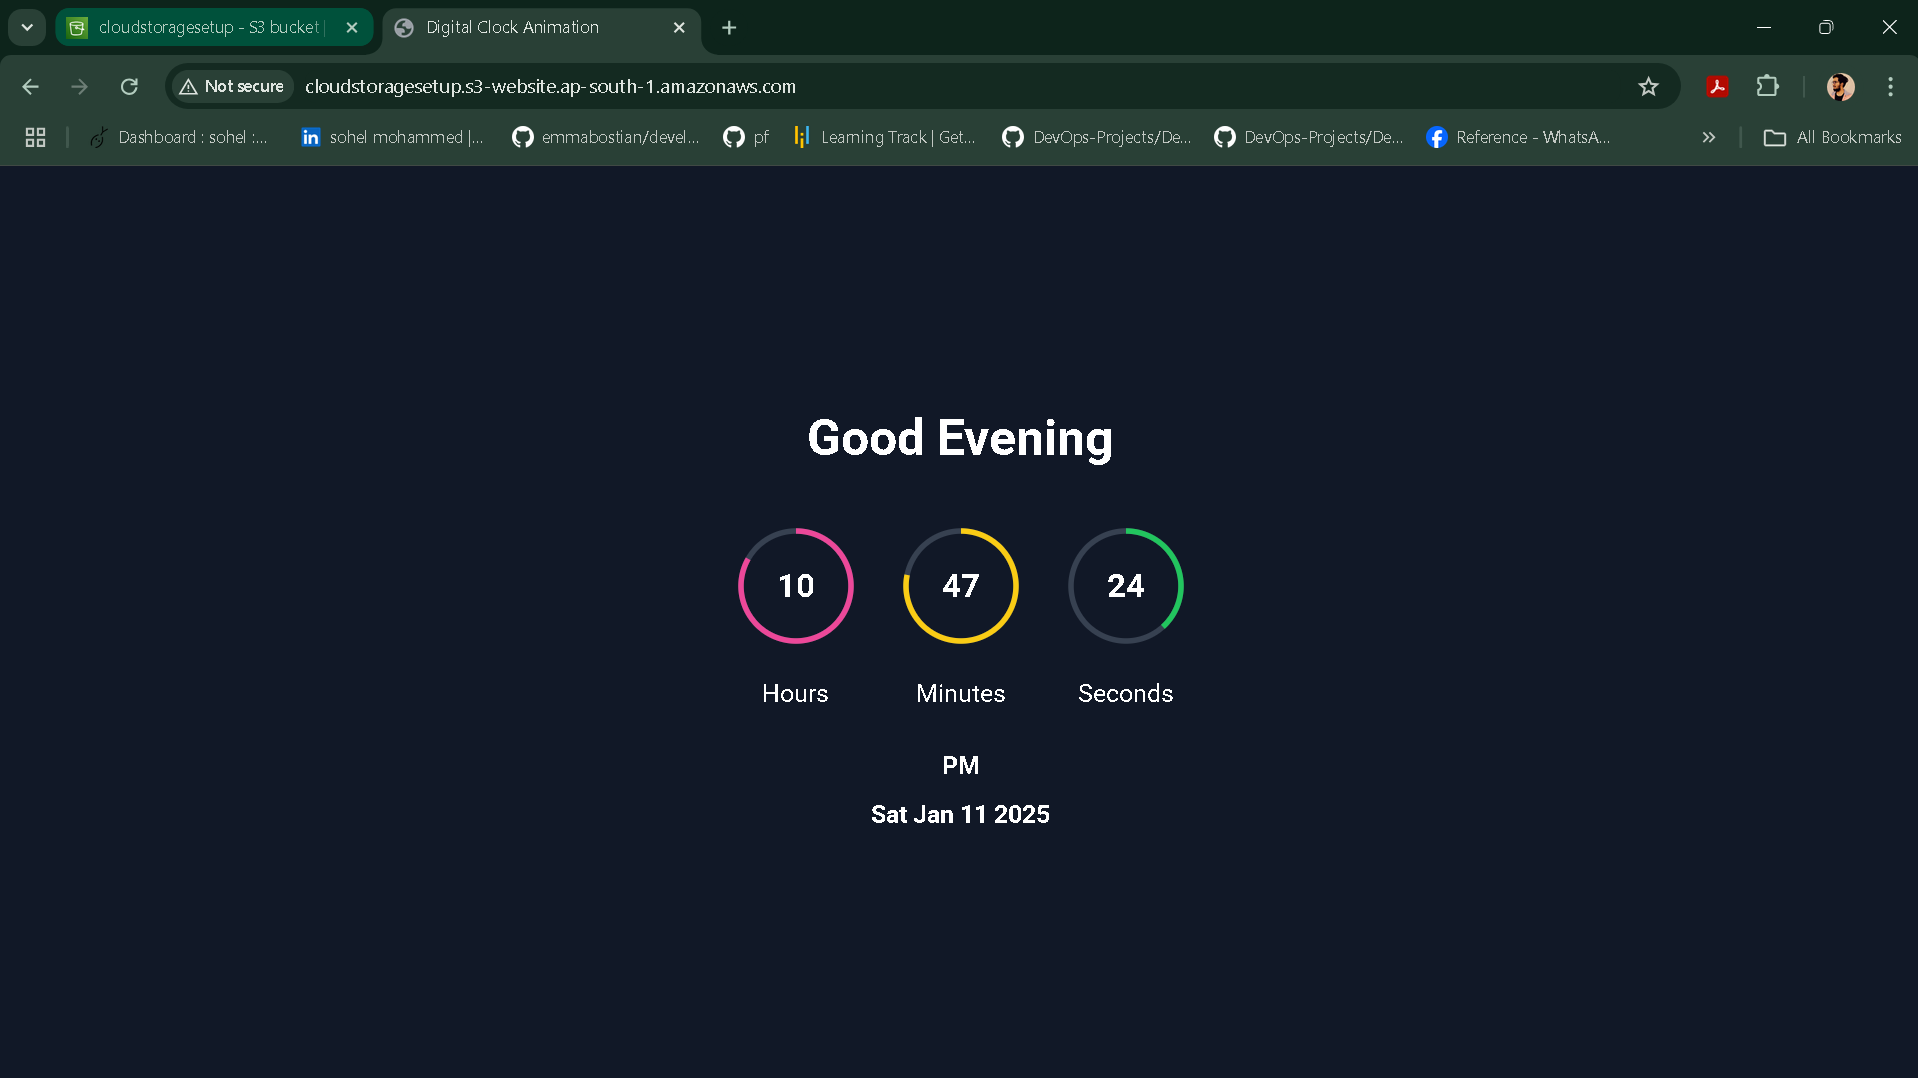 cloudstoragesetup - S3 bucket |
Digital Clock Animation
Not secure
cloudstoragesetup.s3-website.ap-south-1.amazonaws.com
Dashboard : sohel :...
sohel mohammed |...
emmabostian/devel...
pf
Learning Track | Get...
DevOps-Projects/De...
DevOps-Projects/De...
Reference - WhatsA...
All Bookmarks
Good Evening
10
47
24
Hours
Minutes
Seconds
PM
Sat Jan 11 2025